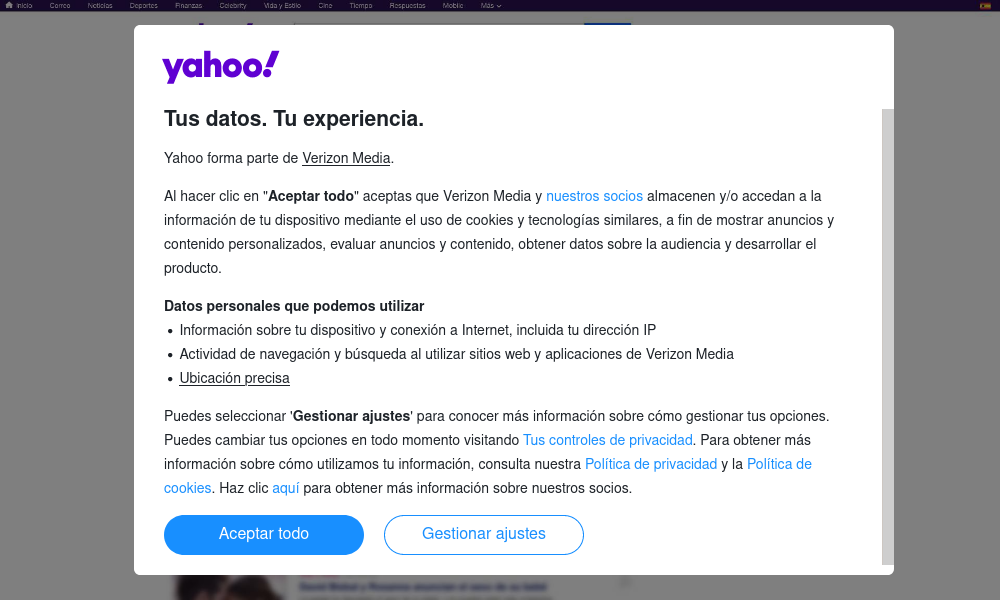 Inicio Correo Noticias Deportes Finanzas Celebrity Vida y Estilo Cine Tiempo Respuestas Mobile Más
yahoo!
Tus datos. Tu experiencia.
Yahoo forma parte de Verizon Media.
Al hacer clic en "Aceptar todo" aceptas que Verizon Media y nuestros socios almacenen y/o accedan a la
información de tu dispositivo mediante el uso de cookies y tecnologías similares, a fin de mostrar anuncios y
contenido personalizados, evaluar anuncios y contenido, obtener datos sobre la audiencia y desarrollar el
producto.
Datos personales que podemos utilizar
• Información sobre tu dispositivo y conexión a Internet, incluida tu dirección IP
• Actividad de navegación y búsqueda al utilizar sitios web y aplicaciones de Verizon Media
• Ubicación precisa
Puedes seleccionar 'Gestionar ajustes' para conocer más información sobre cómo gestionar tus opciones.
Puedes cambiar tus opciones en todo momento visitando Tus controles de privacidad. Para obtener más
información sobre cómo utilizamos tu información, consulta nuestra Política de privacidad y la Política de
cookies. Haz clic aquí para obtener más información sobre nuestros socios.
Aceptar todo Gestionar ajustes